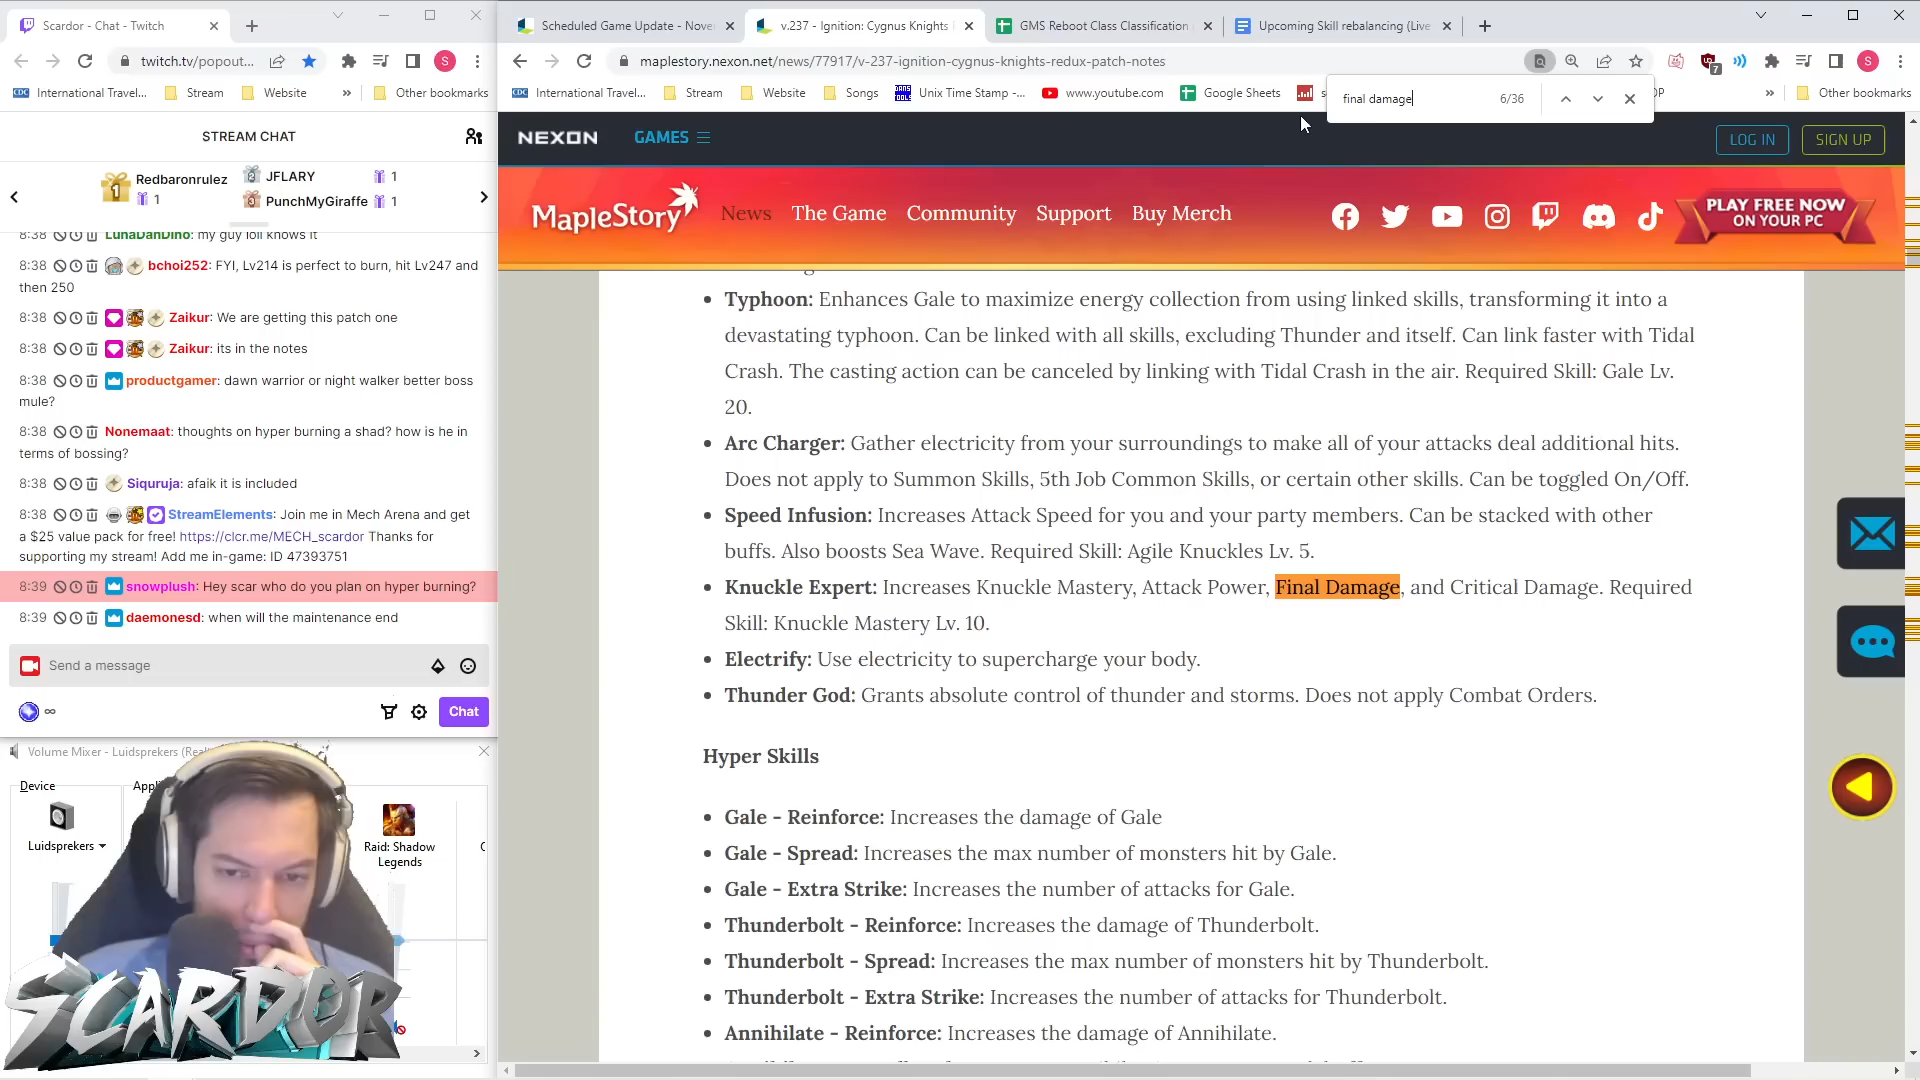 Scardor - Chat - Twitch
Scheduled Game Update - Nove
v.237 - Ignition: Cygnus Knights
GMS Reboot Class Classification
Upcoming Skill rebalancing (Live
twitch.tv/popout...
S
maplestory.nexon.net/news/77917/v-237-ignition-cygnus-knights-redux-patch-notes
7
S
CDC International Travel...
Stream
Website
»
Other bookmarks
CDC International Travel...
Stream
Website
Songs
Unix Time Stamp -...
www.youtube.com
Google Sheets
s
final damage
6/36
OP
»
Other bookmarks
STREAM CHAT
NEXON
GAMES
LOG IN
SIGN UP
1
Redbaronrulez
1
2 JFLARY 1
3 PunchMyGiraffe 1
MapleStory
News
The Game
Community
Support
Buy Merch
PLAY FREE NOW
ON YOUR PC
8:38 LunaDanDino: my guy loll knows it
8:38 bchoi252: FYI, Lv214 is perfect to burn, hit Lv247 and
then 250
8:38 Zaikur: We are getting this patch one
8:38 Zaikur: its in the notes
8:38 productgamer: dawn warrior or night walker better boss
mule?
8:38 Nonemaat: thoughts on hyper burning a shad? how is he in
terms of bossing?
8:38 Siquruja: afaik it is included
8:38 StreamElements: Join me in Mech Arena and get
a $25 value pack for free! https://clcr.me/MECH_scardor Thanks for
supporting my stream! Add me in-game: ID 47393751
8:39 snowplush: Hey scar who do you plan on hyper burning?
8:39 daemonesd: when will the maintenance end
Send a message
∞
Chat
Volume Mixer - Luidsprekers (Real
Device
Appl
Luidsprekers
Raid: Shadow
Legends
C
SCARDOR
• Typhoon: Enhances Gale to maximize energy collection from using linked skills, transforming it into a
devastating typhoon. Can be linked with all skills, excluding Thunder and itself. Can link faster with Tidal
Crash. The casting action can be canceled by linking with Tidal Crash in the air. Required Skill: Gale Lv.
20.
• Arc Charger: Gather electricity from your surroundings to make all of your attacks deal additional hits.
Does not apply to Summon Skills, 5th Job Common Skills, or certain other skills. Can be toggled On/Off.
• Speed Infusion: Increases Attack Speed for you and your party members. Can be stacked with other
buffs. Also boosts Sea Wave. Required Skill: Agile Knuckles Lv. 5.
• Knuckle Expert: Increases Knuckle Mastery, Attack Power, Final Damage, and Critical Damage. Required
Skill: Knuckle Mastery Lv. 10.
• Electrify: Use electricity to supercharge your body.
• Thunder God: Grants absolute control of thunder and storms. Does not apply Combat Orders.
Hyper Skills
• Gale - Reinforce: Increases the damage of Gale
• Gale - Spread: Increases the max number of monsters hit by Gale.
• Gale - Extra Strike: Increases the number of attacks for Gale.
• Thunderbolt - Reinforce: Increases the damage of Thunderbolt.
• Thunderbolt - Spread: Increases the max number of monsters hit by Thunderbolt.
• Thunderbolt - Extra Strike: Increases the number of attacks for Thunderbolt.
• Annihilate - Reinforce: Increases the damage of Annihilate.